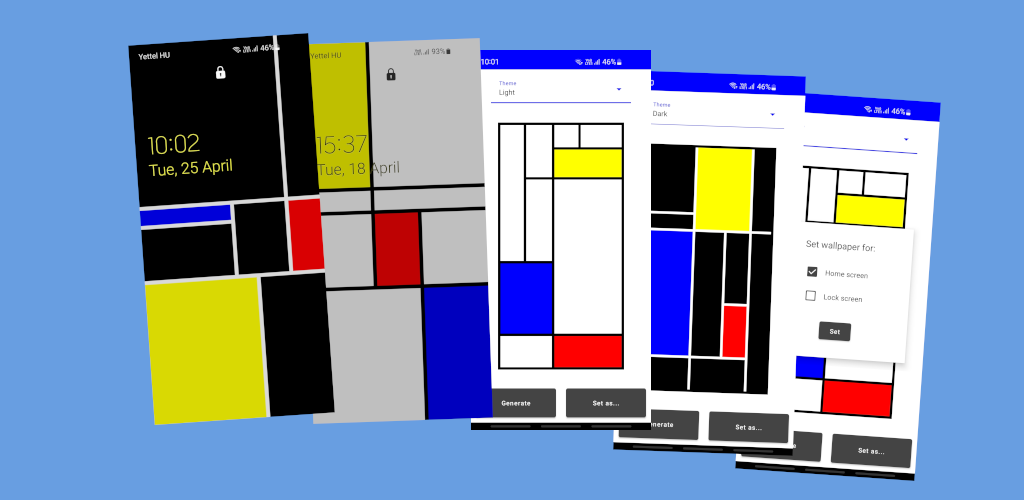 Yettel HU
46%
10:02
Tue, 25 April
Yettel HU
93%
15:37
Tue, 18 April
10:01
46%
Theme
Light
Generate
Set as...
46%
Theme
Dark
Set as...
46%
Set wallpaper for:
Home screen
Lock screen
Set
Set as...